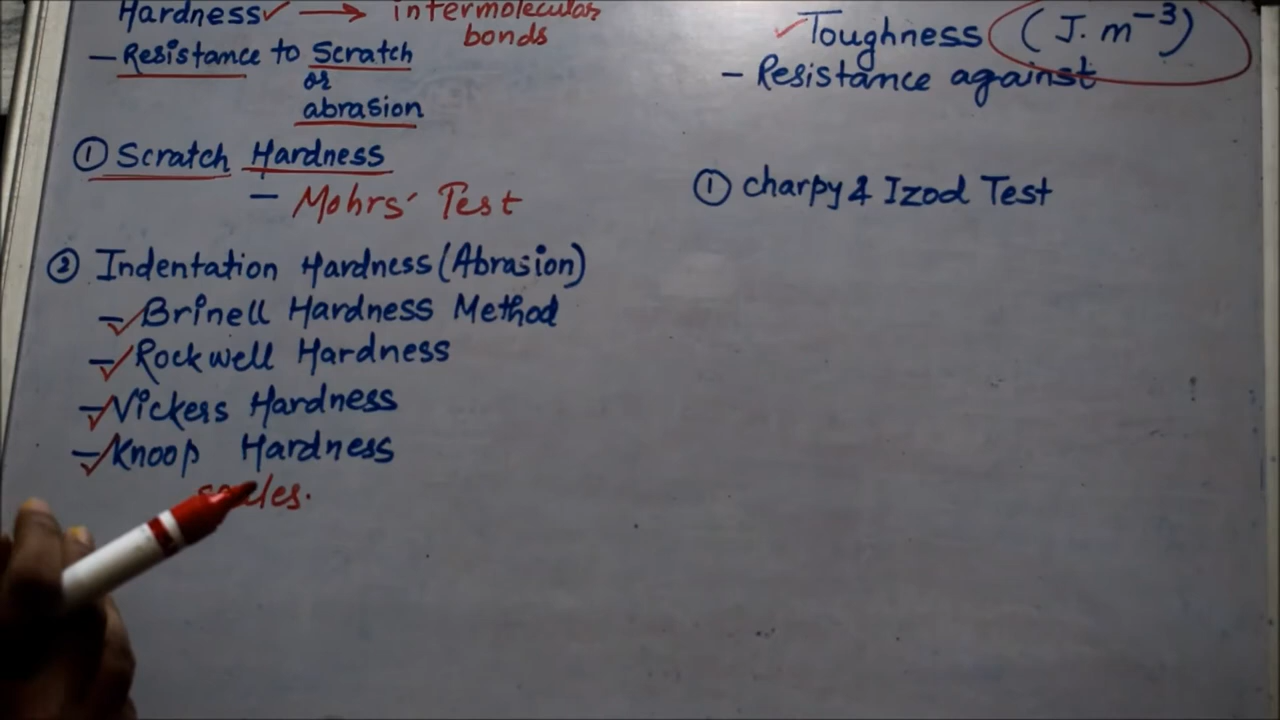 Hardness✓ → intermolecular
bonds
– Resistance to Scratch
or
abrasion
① Scratch Hardness
– Mohrs' Test
② Indentation Hardness (Abrasion)
– Brinell Hardness Method
– Rockwell Hardness
– Vickers Hardness
– Knoop Hardness
scales.
✓Toughness (J.m⁻³)
– Resistance against
① Charpy & Izod Test